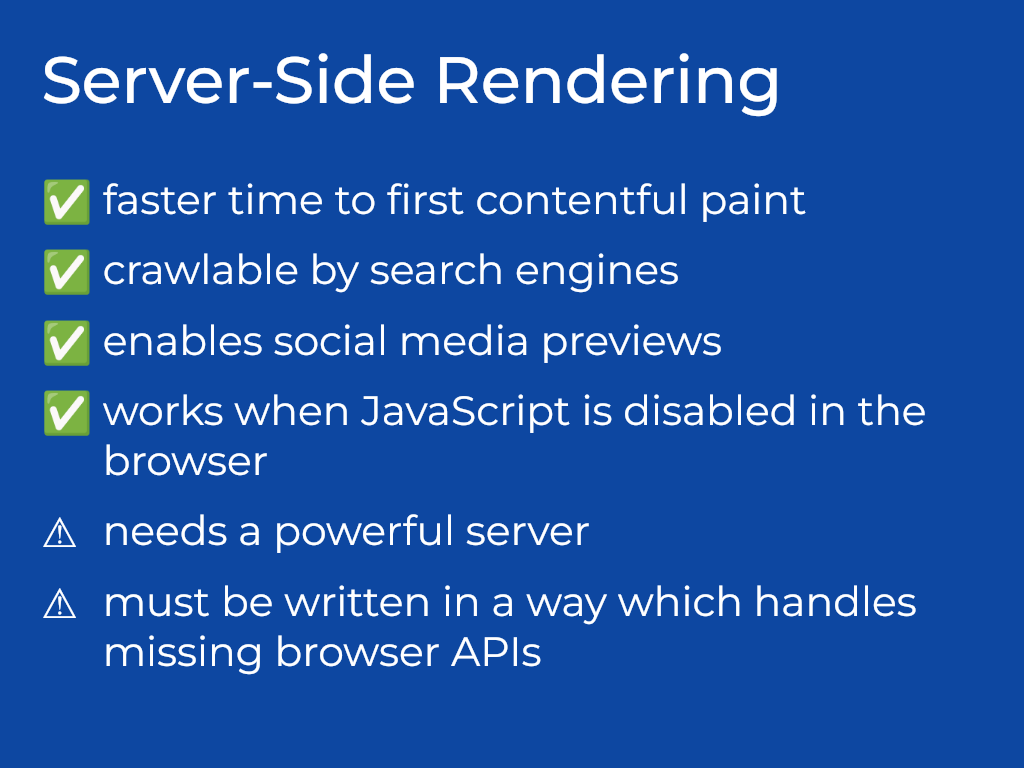 Server-Side Rendering
✅ faster time to first contentful paint
✅ crawlable by search engines
✅ enables social media previews
✅ works when JavaScript is disabled in the
browser
⚠ needs a powerful server
⚠ must be written in a way which handles
missing browser APIs